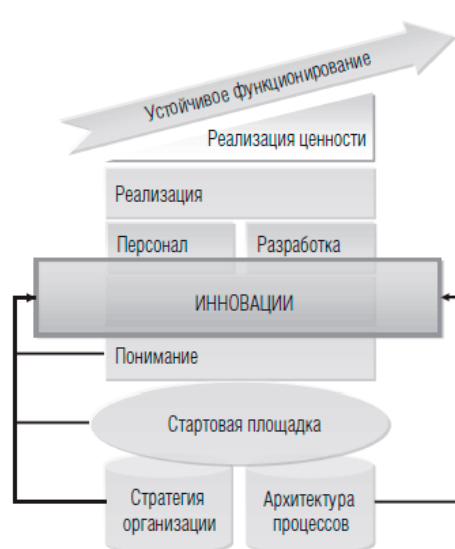 Устойчивое функционирование
Реализация ценности
Реализация
Персонал
Разработка
ИННОВАЦИИ
Понимание
Стартовая площадка
Стратегия
организации
Архитектура
процессов